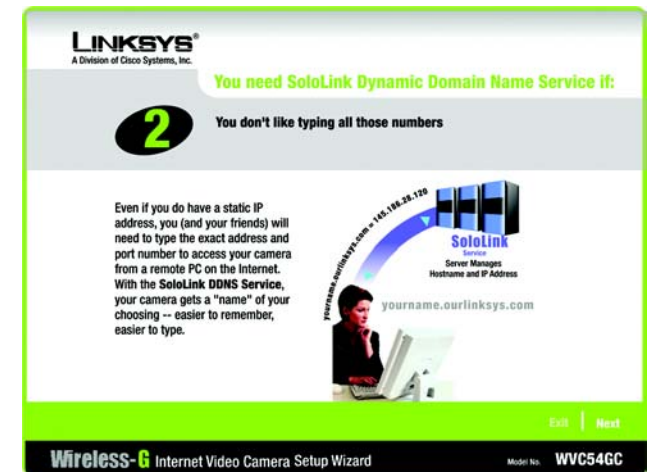 LINKSYS®
A Division of Cisco Systems, Inc.
You need SoloLink Dynamic Domain Name Service if:
2
You don't like typing all those numbers
Even if you do have a static IP
address, you (and your friends) will
need to type the exact address and
port number to access your camera
from a remote PC on the Internet.
With the SoloLink DDNS Service,
your camera gets a "name" of your
choosing -- easier to remember,
easier to type.
yourname.ourlinksys.com = 145.186.28.120
SoloLink
Service
Server Manages
Hostname and IP Address
yourname.ourlinksys.com
Exit | Next
Wireless-G Internet Video Camera Setup Wizard
Model No. WVC54GC